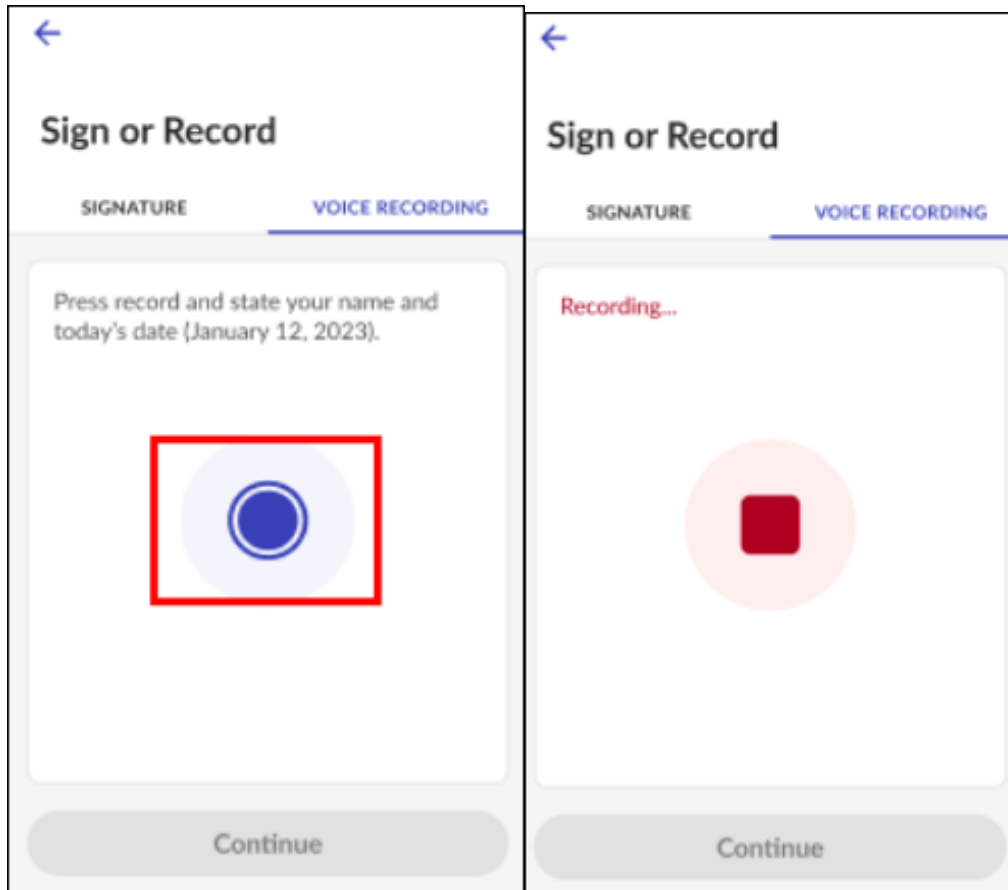 Sign or Record
SIGNATURE VOICE RECORDING
Press record and state your name and
today's date (January 12, 2023).
Continue
Sign or Record
SIGNATURE VOICE RECORDING
Recording...
Continue